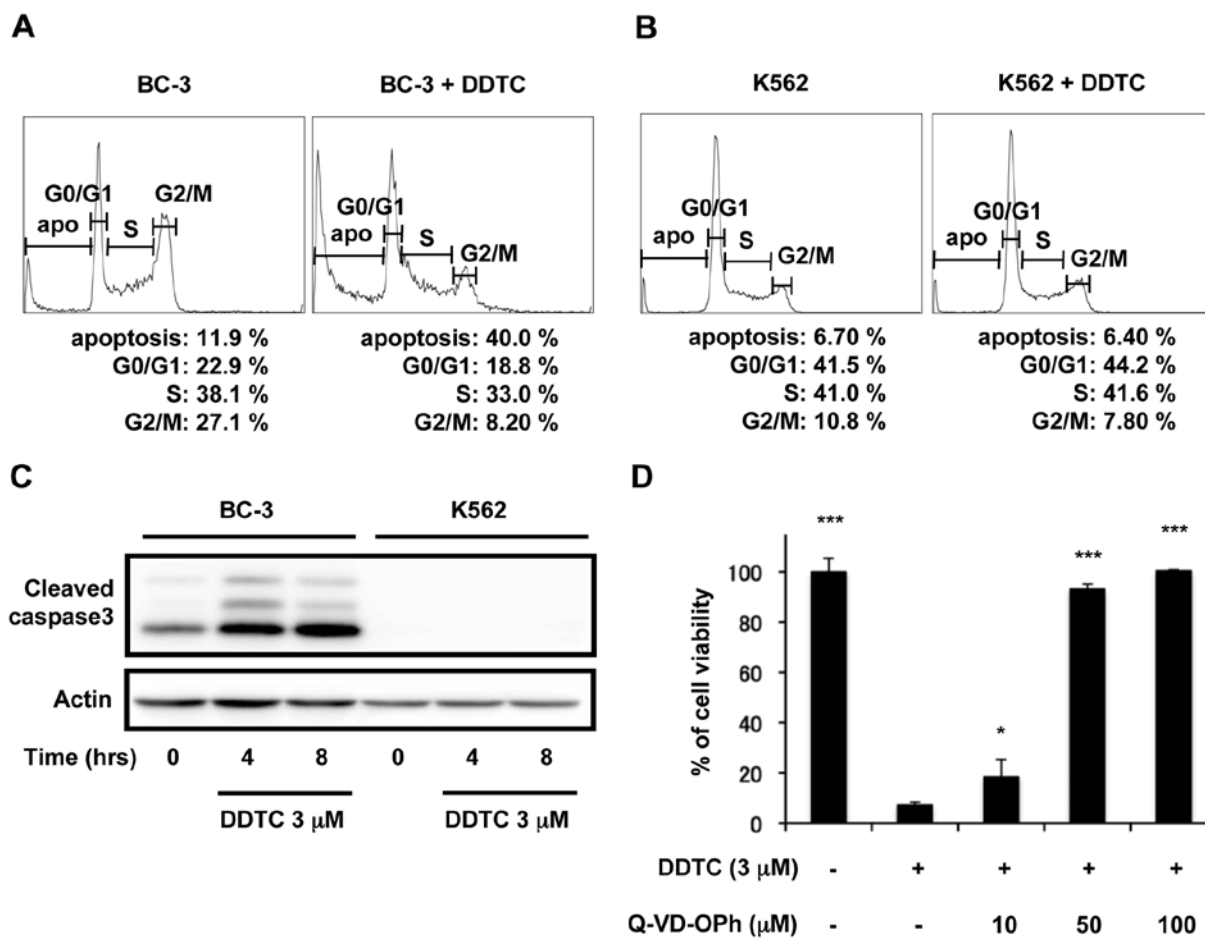 A
BC-3
G0/G1
apo
S
G2/M
apoptosis: 11.9 %
G0/G1: 22.9 %
S: 38.1 %
G2/M: 27.1 %
BC-3 + DDTC
G0/G1
apo
S
G2/M
apoptosis: 40.0 %
G0/G1: 18.8 %
S: 33.0 %
G2/M: 8.20 %
B
K562
G0/G1
apo
S
G2/M
apoptosis: 6.70 %
G0/G1: 41.5 %
S: 41.0 %
G2/M: 10.8 %
K562 + DDTC
G0/G1
apo
S
G2/M
apoptosis: 6.40 %
G0/G1: 44.2 %
S: 41.6 %
G2/M: 7.80 %
C
BC-3 K562
Cleaved
caspase3
Actin
Time (hrs) 0 4 8 0 4 8
DDTC 3 μM DDTC 3 μM
D
% of cell viability
100
80
60
40
20
0
***
*
***
***
DDTC (3 μM) - + + + +
Q-VD-OPh (μM) - - 10 50 100